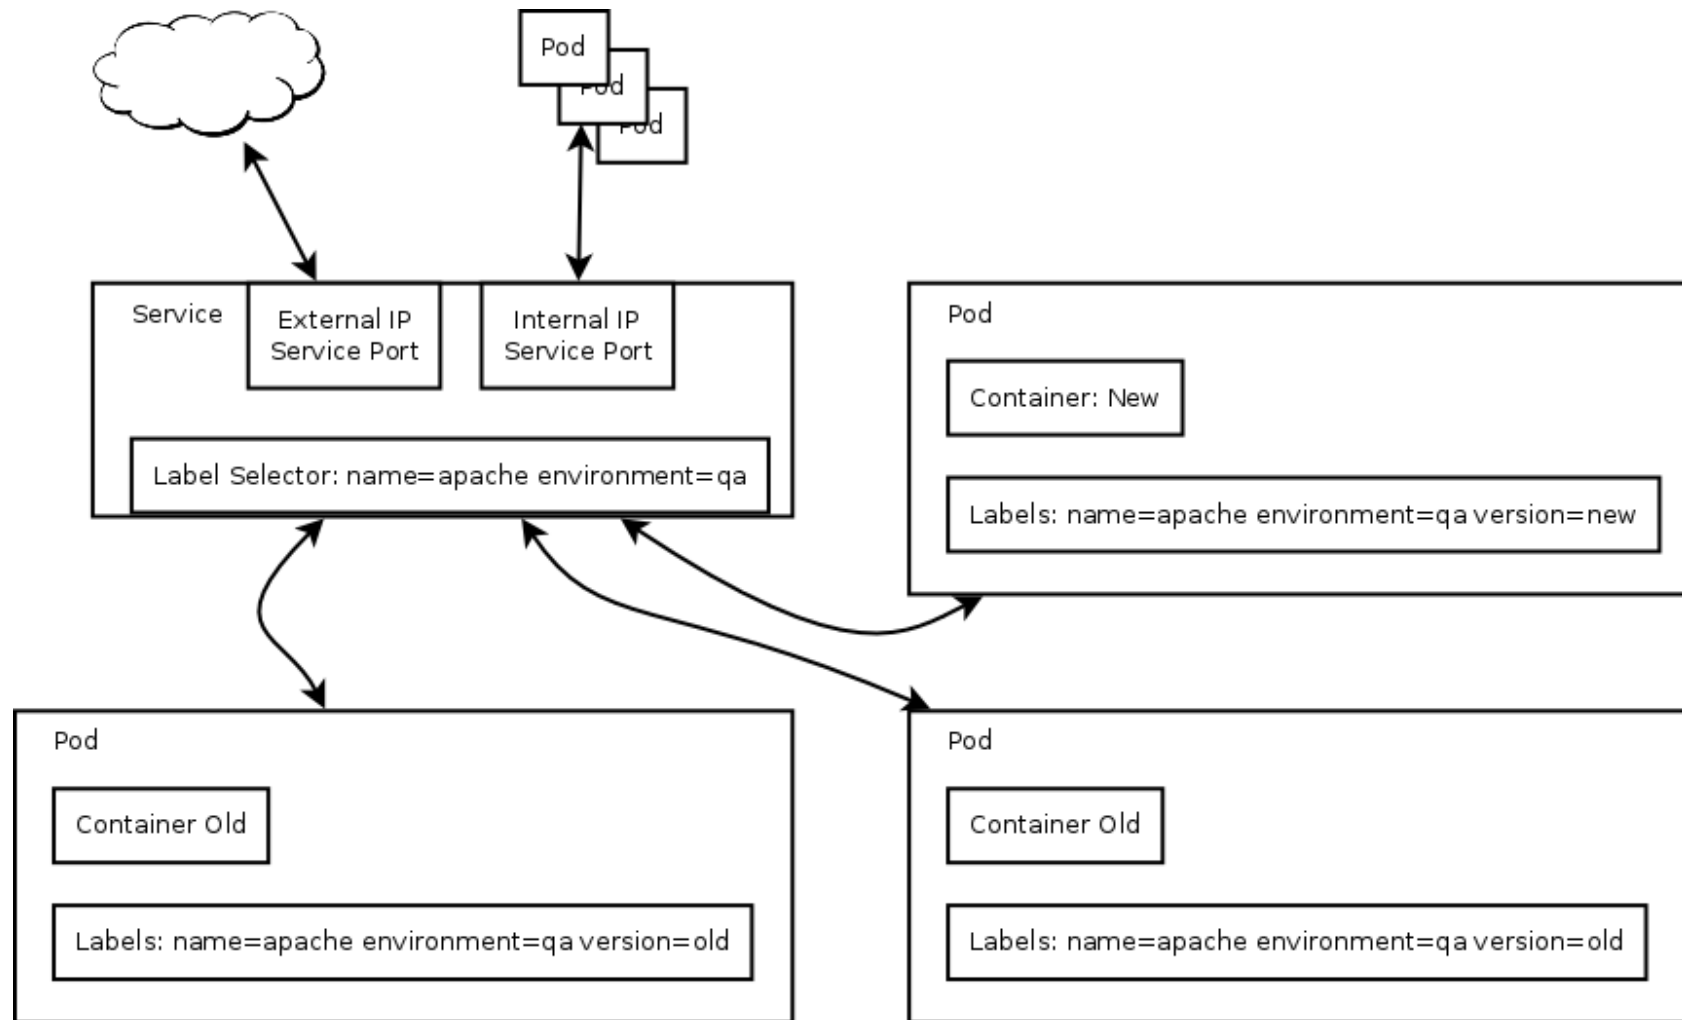 Pod
Pod
Pod
Service
External IP
Service Port
Internal IP
Service Port
Label Selector: name=apache environment=qa
Pod
Container: New
Labels: name=apache environment=qa version=new
Pod
Container Old
Labels: name=apache environment=qa version=old
Pod
Container Old
Labels: name=apache environment=qa version=old